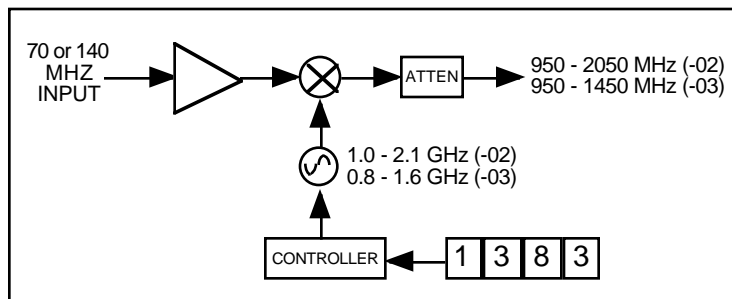 70 or 140
MHZ
INPUT
ATTEN
950 - 2050 MHz (-02)
950 - 1450 MHz (-03)
1.0 - 2.1 GHz (-02)
0.8 - 1.6 GHz (-03)
CONTROLLER
1 3 8 3